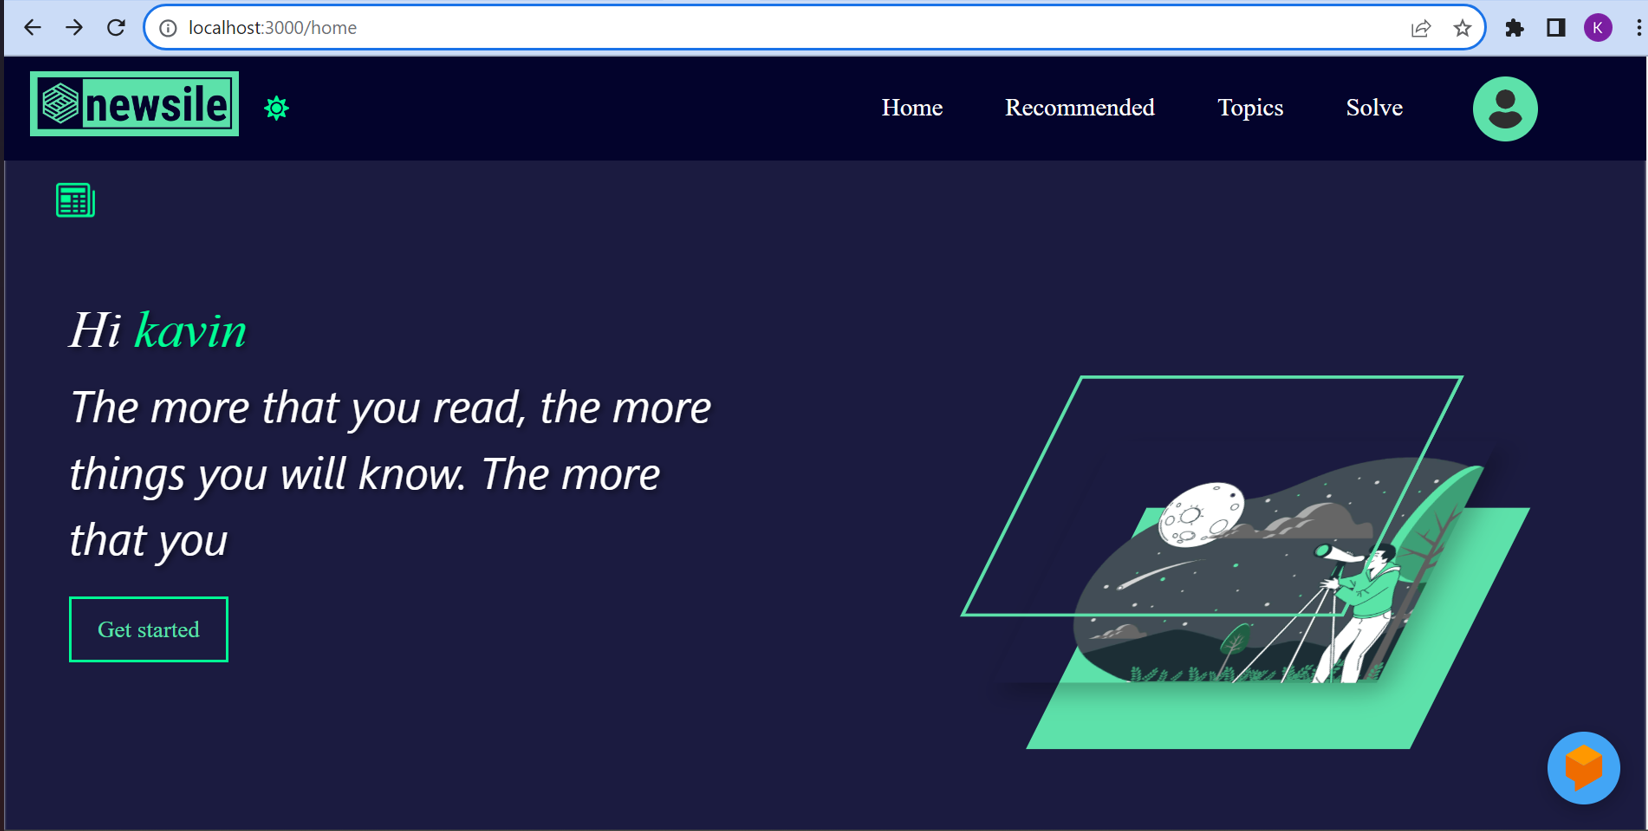 localhost:3000/home
K
newsile
Home Recommended Topics Solve
Hi kavin
The more that you read, the more
things you will know. The more
that you
Get started